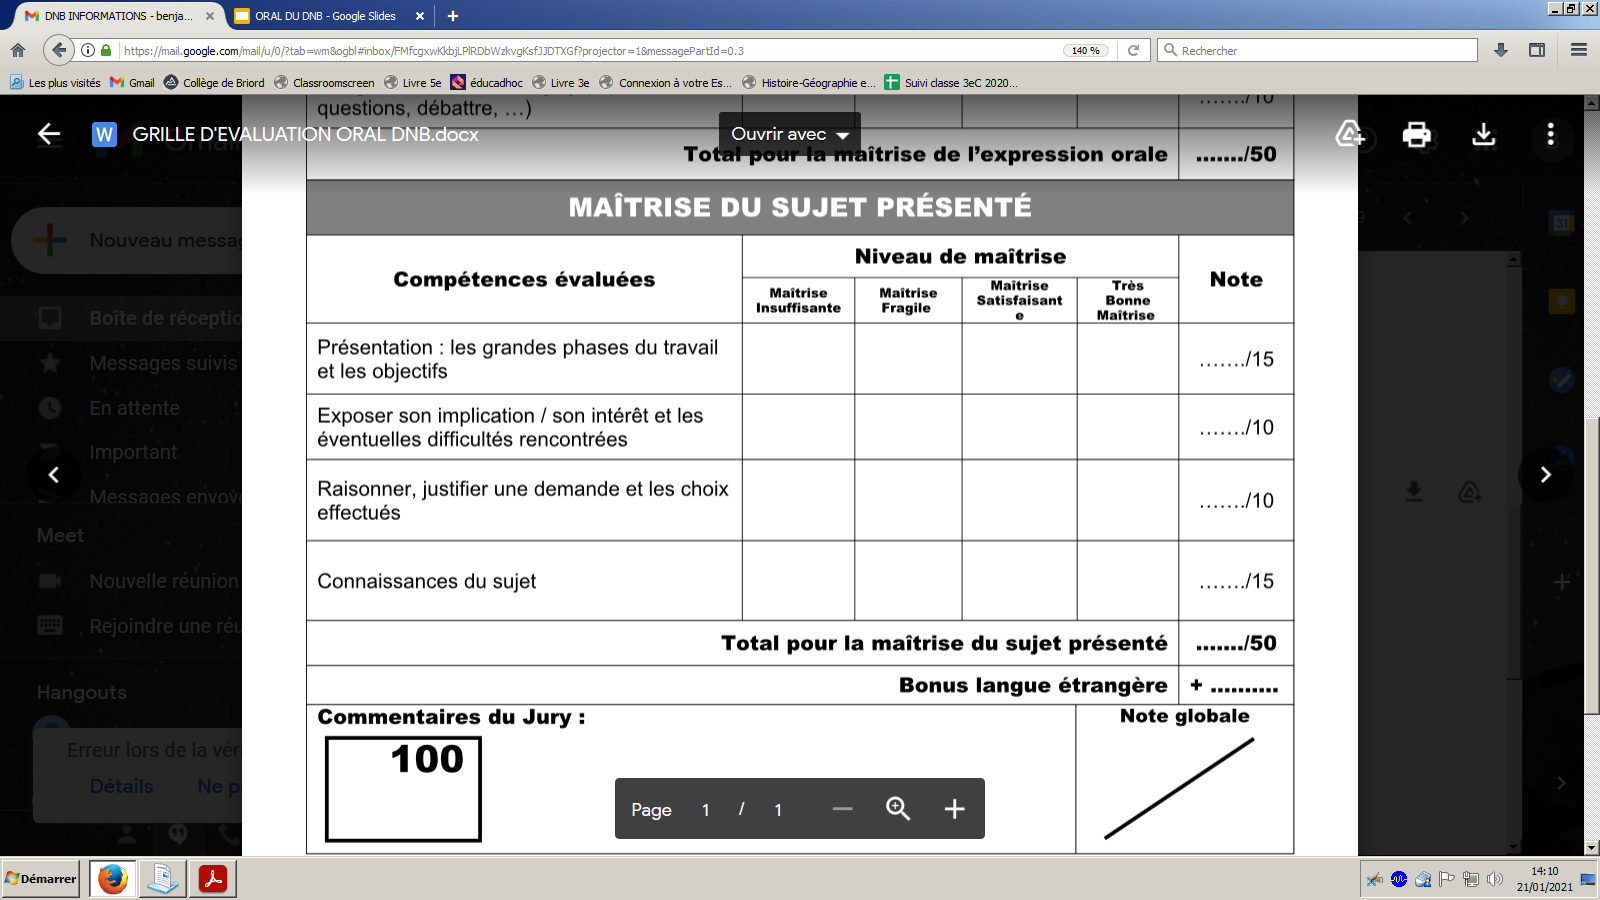 DNB INFORMATIONS - benja...
ORAL DU DNB - Google Slides
https://mail.google.com/mail/u/0/?tab=wm&ogbl#inbox/FMfcgxwKkbjLPlRDbWzkvgKsfJJDTXGf?projector=1&messagePartId=0.3
140 %
Rechercher
Les plus visités
Gmail
Collège de Briord
Classroomscreen
Livre 5e
éducadhoc
Livre 3e
Connexion à votre Es...
Histoire-Géographie e...
Suivi classe 3eC 2020...
questions, débattre, ...)
......./10
GRILLE D'EVALUATION ORAL DNB.docx
Ouvrir avec
Total pour la maîtrise de l'expression orale
......./50
MAÎTRISE DU SUJET PRÉSENTÉ
Compétences évaluées
Niveau de maîtrise
Note
Maîtrise
Insuffisante
Maîtrise
Fragile
Maîtrise
Satisfaisant
e
Très
Bonne
Maîtrise
Présentation : les grandes phases du travail
et les objectifs
......./15
Exposer son implication / son intérêt et les
éventuelles difficultés rencontrées
......./10
Raisonner, justifier une demande et les choix
effectués
......./10
Connaissances du sujet
......./15
Total pour la maîtrise du sujet présenté
......./50
Bonus langue étrangère
+ ..........
Commentaires du Jury :
Note globale
100
Page 1 / 1
Nouveau messag
Boîte de réceptio
Messages suivis
En attente
Important
Messages envoy
Meet
Nouvelle réunion
Rejoindre une réu
Hangouts
Erreur lors de la véri
Détails
Ne p
Démarrer
14:10
21/01/2021